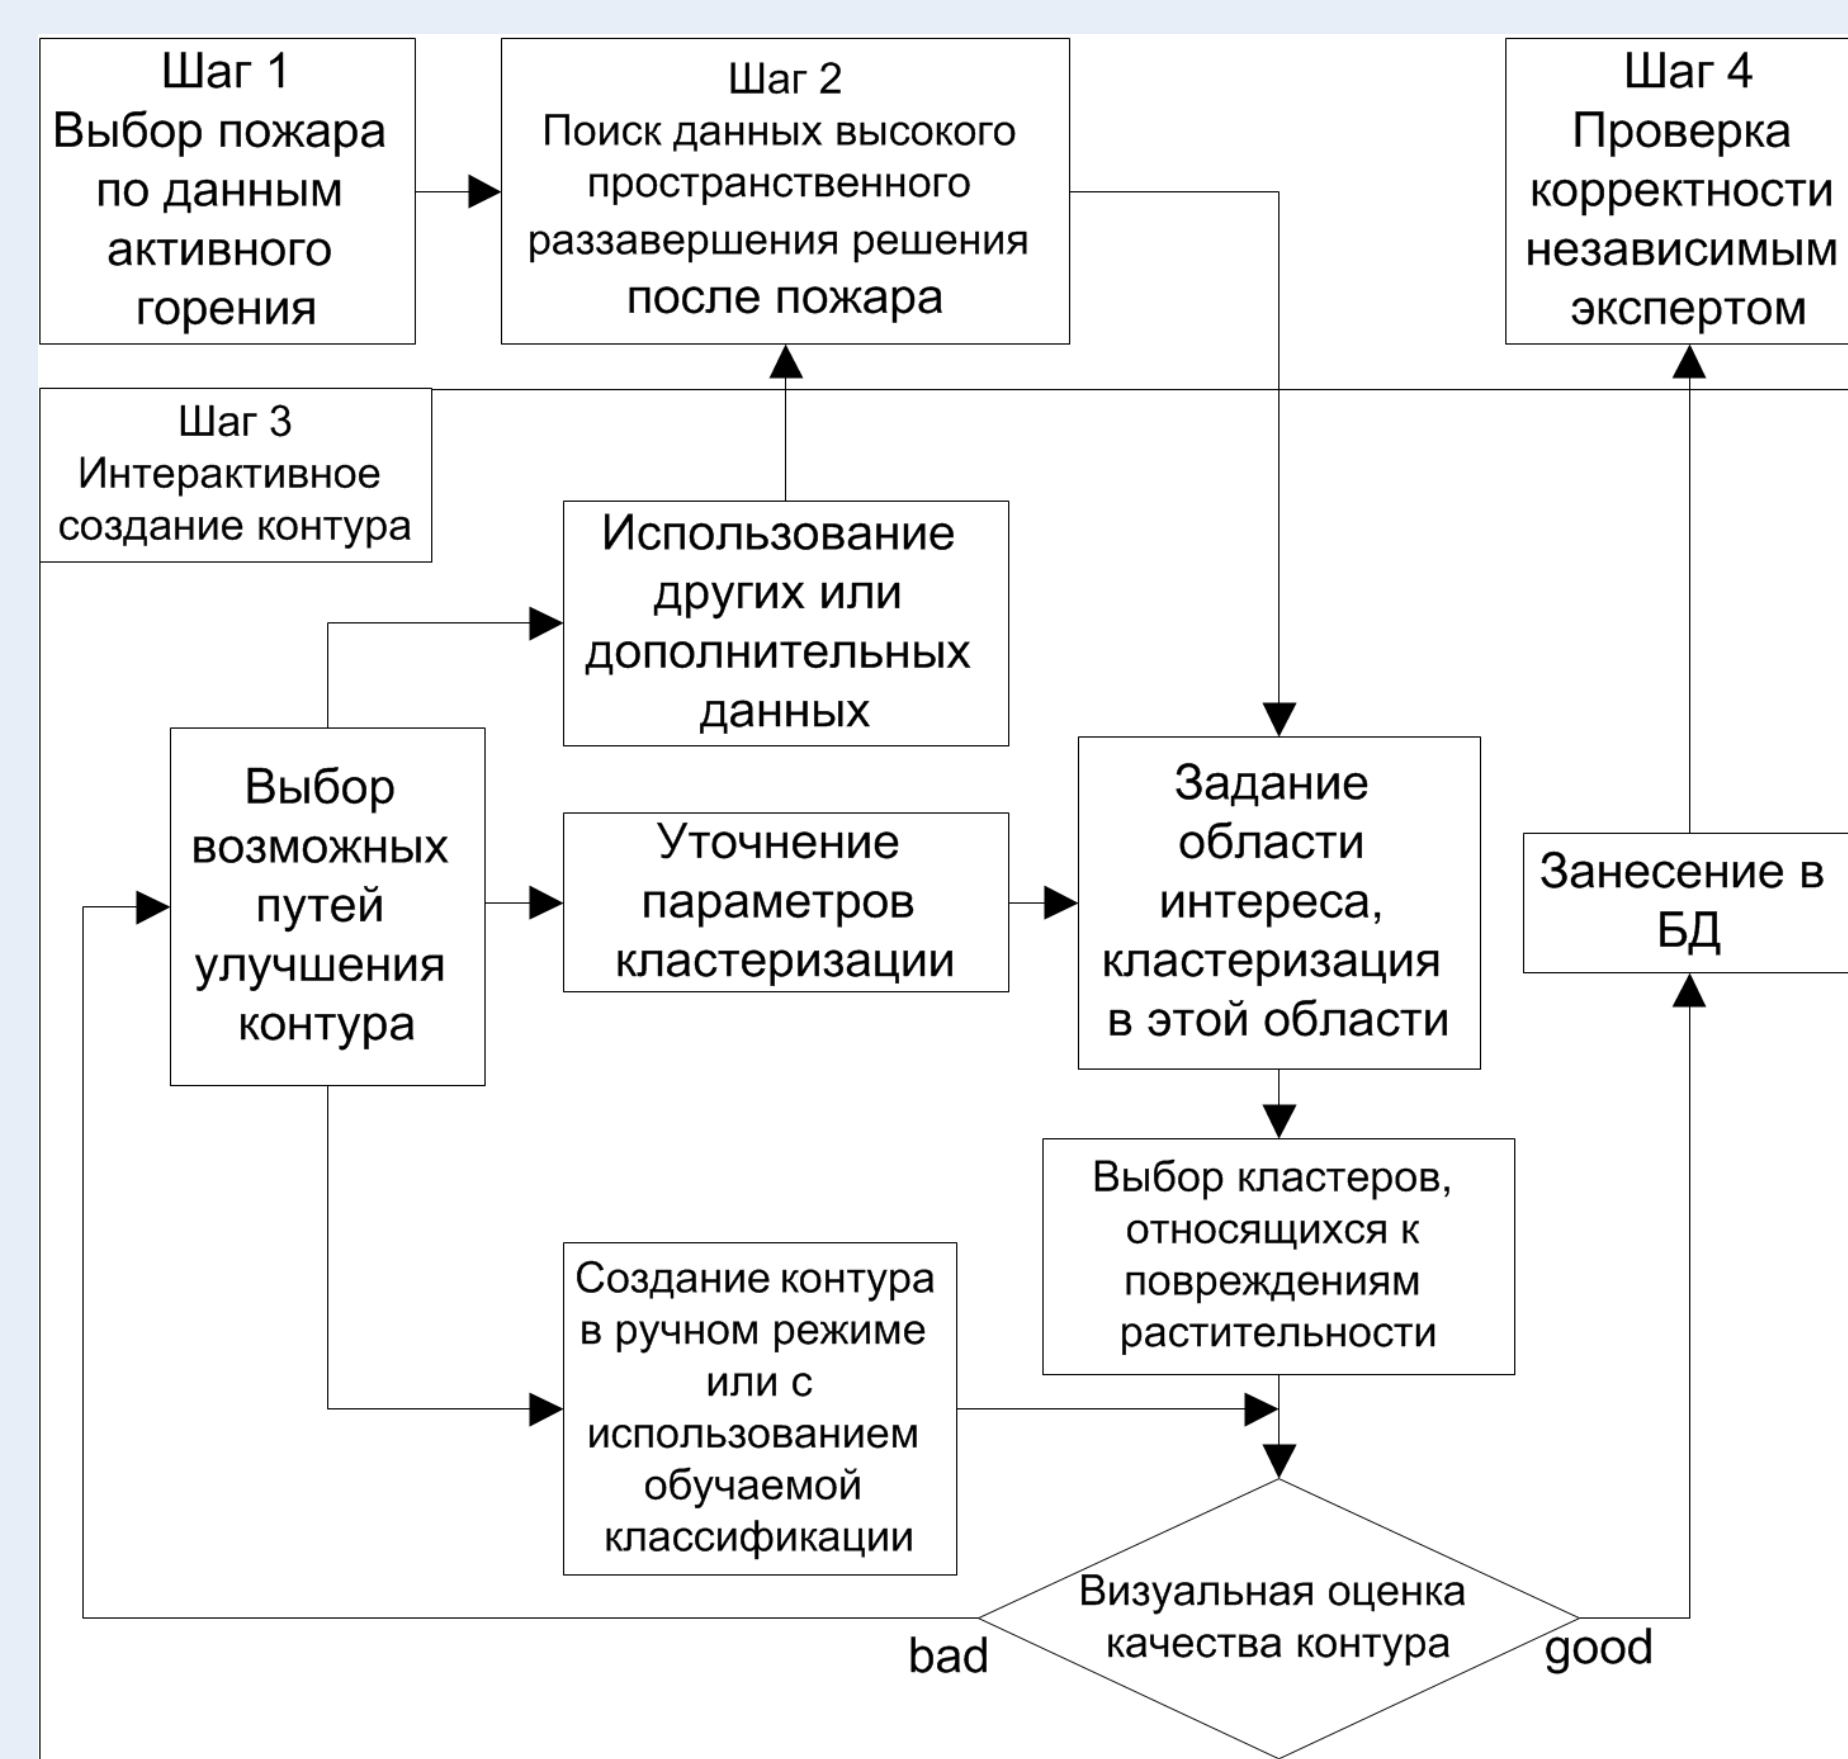 Шаг 1
Выбор пожара
по данным
активного
горения
Шаг 2
Поиск данных высокого
пространственного
раззавершения решения
после пожара
Шаг 4
Проверка
корректности
независимым
экспертом
Шаг 3
Интерактивное
создание контура
Использование
других или
дополнительных
данных
Выбор
возможных
путей
улучшения
контура
Уточнение
параметров
кластеризации
Задание
области
интереса,
кластеризация
в этой области
Занесение в
БД
Выбор кластеров,
относящихся к
повреждениям
растительности
Создание контура
в ручном режиме
или с
использованием
обучаемой
классификации
Визуальная оценка
качества контура
bad
good